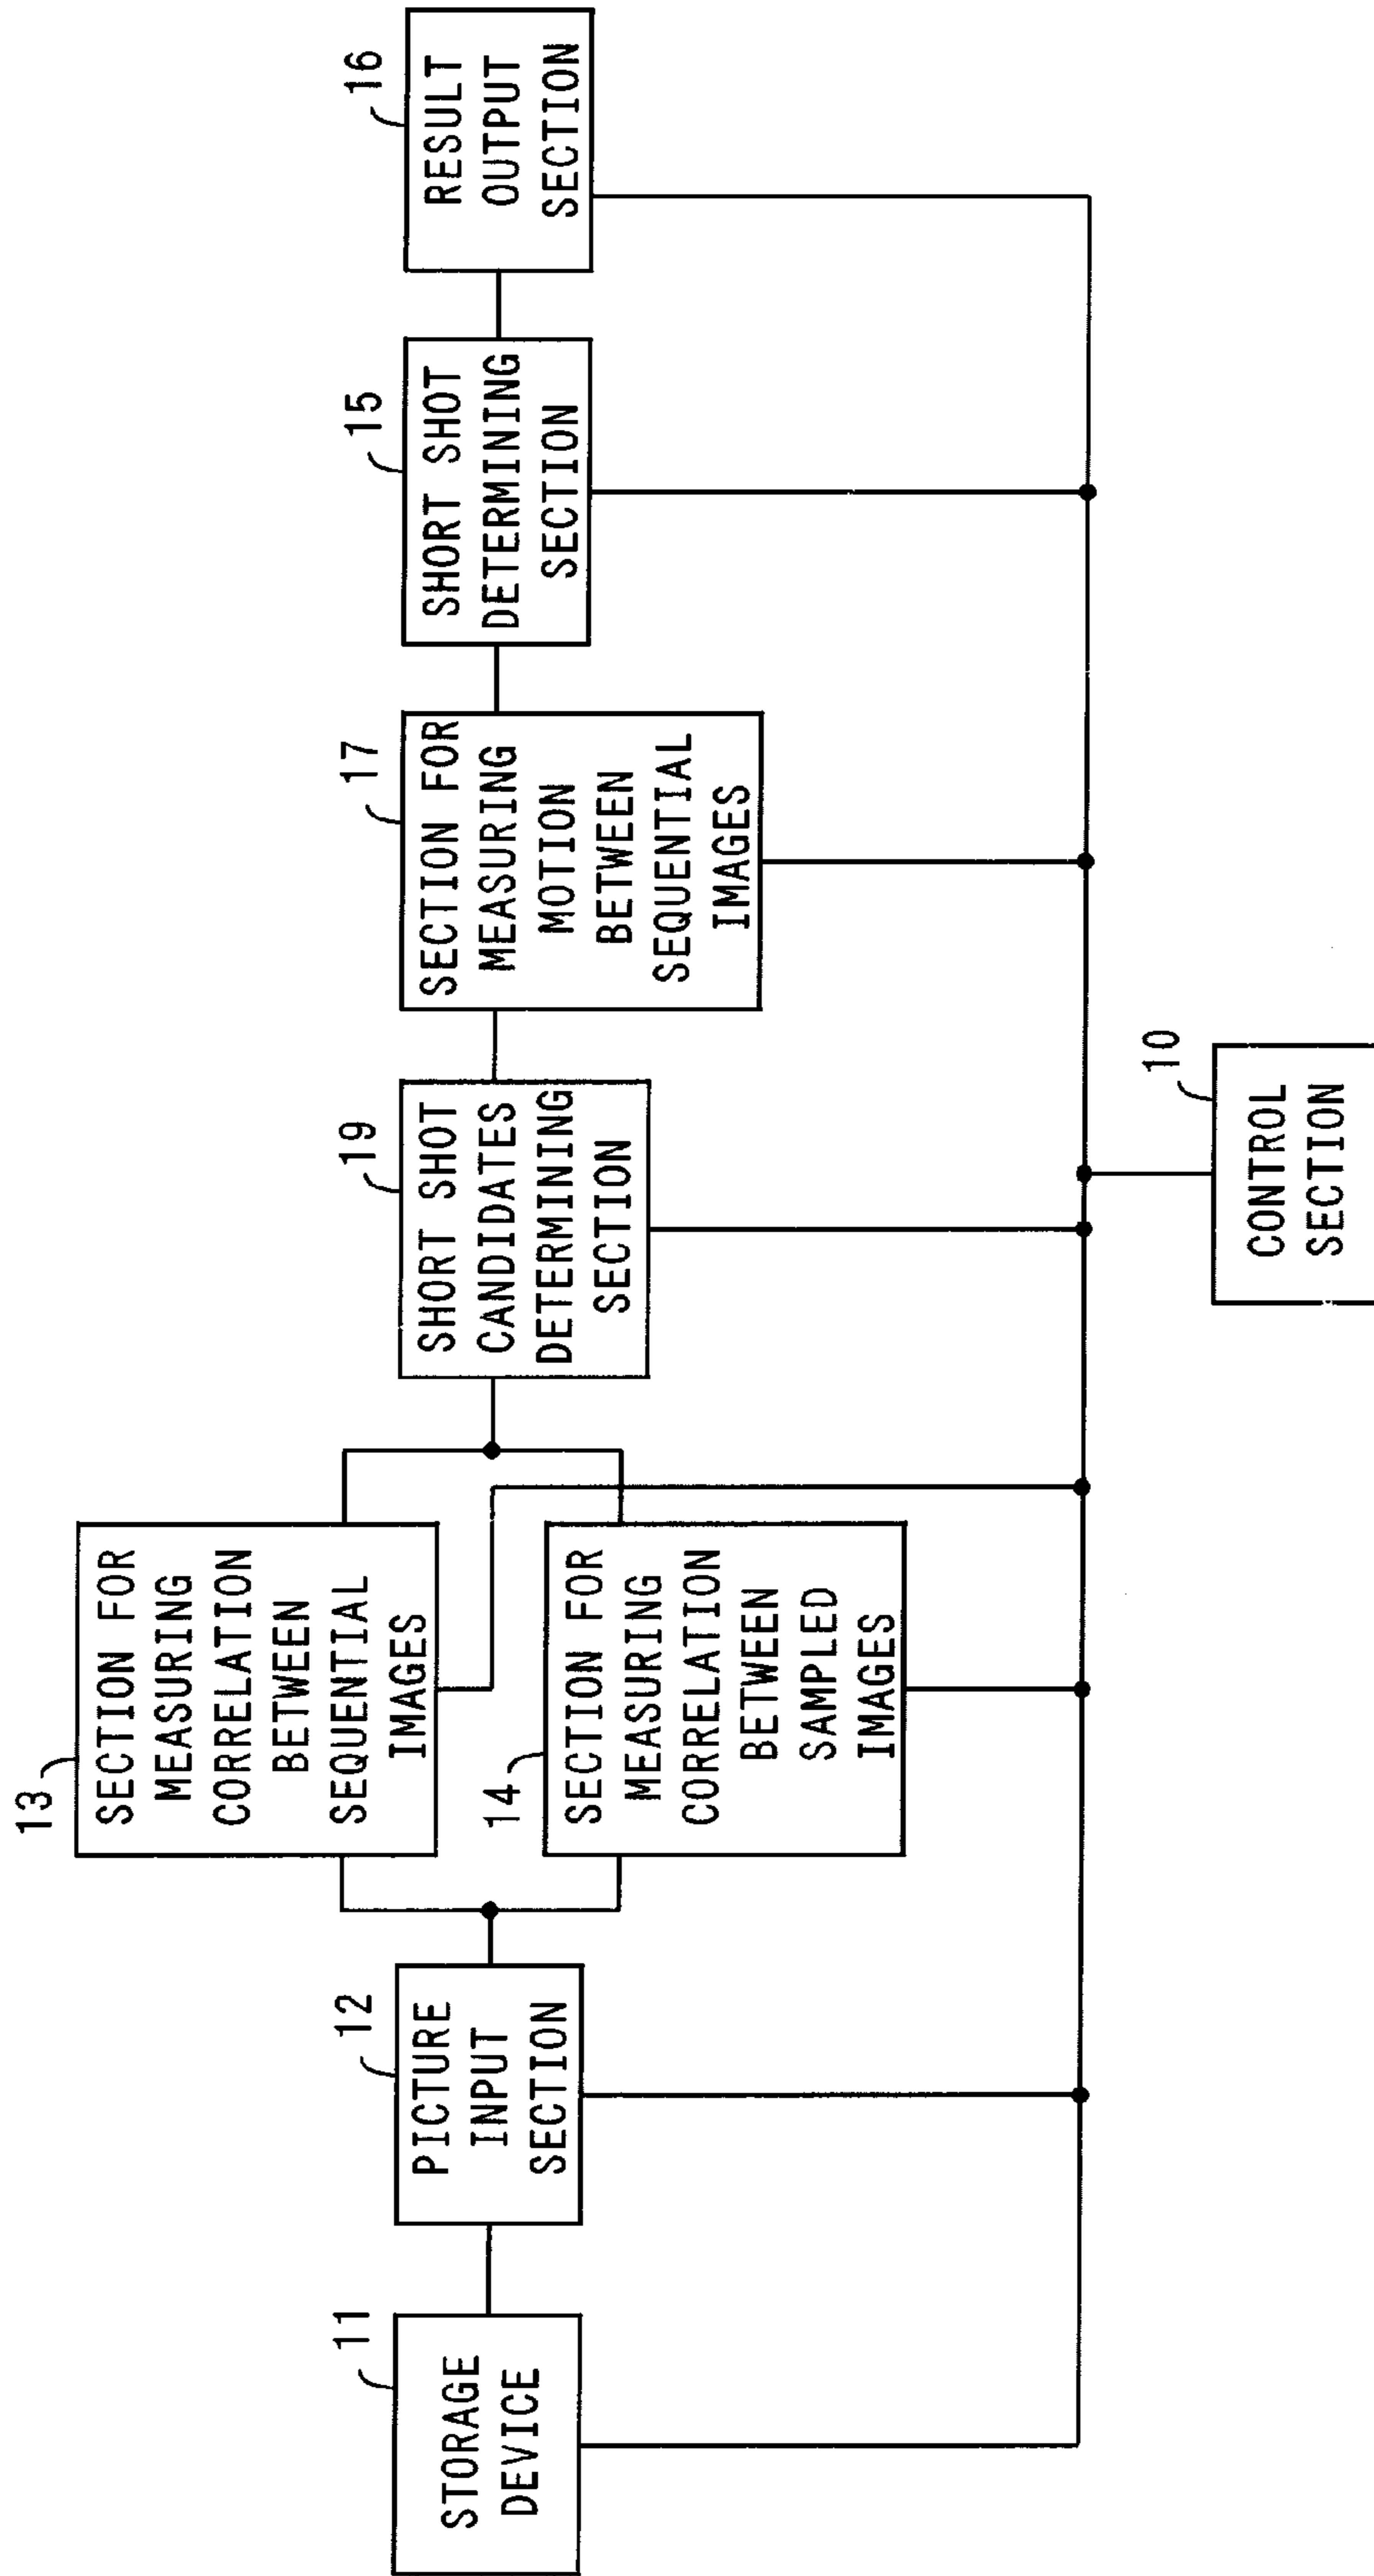 11
STORAGE
DEVICE
12
PICTURE
INPUT
SECTION
13
SECTION FOR
MEASURING
CORRELATION
BETWEEN
SEQUENTIAL
IMAGES
14
SECTION FOR
MEASURING
CORRELATION
BETWEEN
SAMPLED
IMAGES
19
SHORT SHOT
CANDIDATES
DETERMINING
SECTION
17
SECTION FOR
MEASURING
MOTION
BETWEEN
SEQUENTIAL
IMAGES
15
SHORT SHOT
DETERMINING
SECTION
16
RESULT
OUTPUT
SECTION
10
CONTROL
SECTION